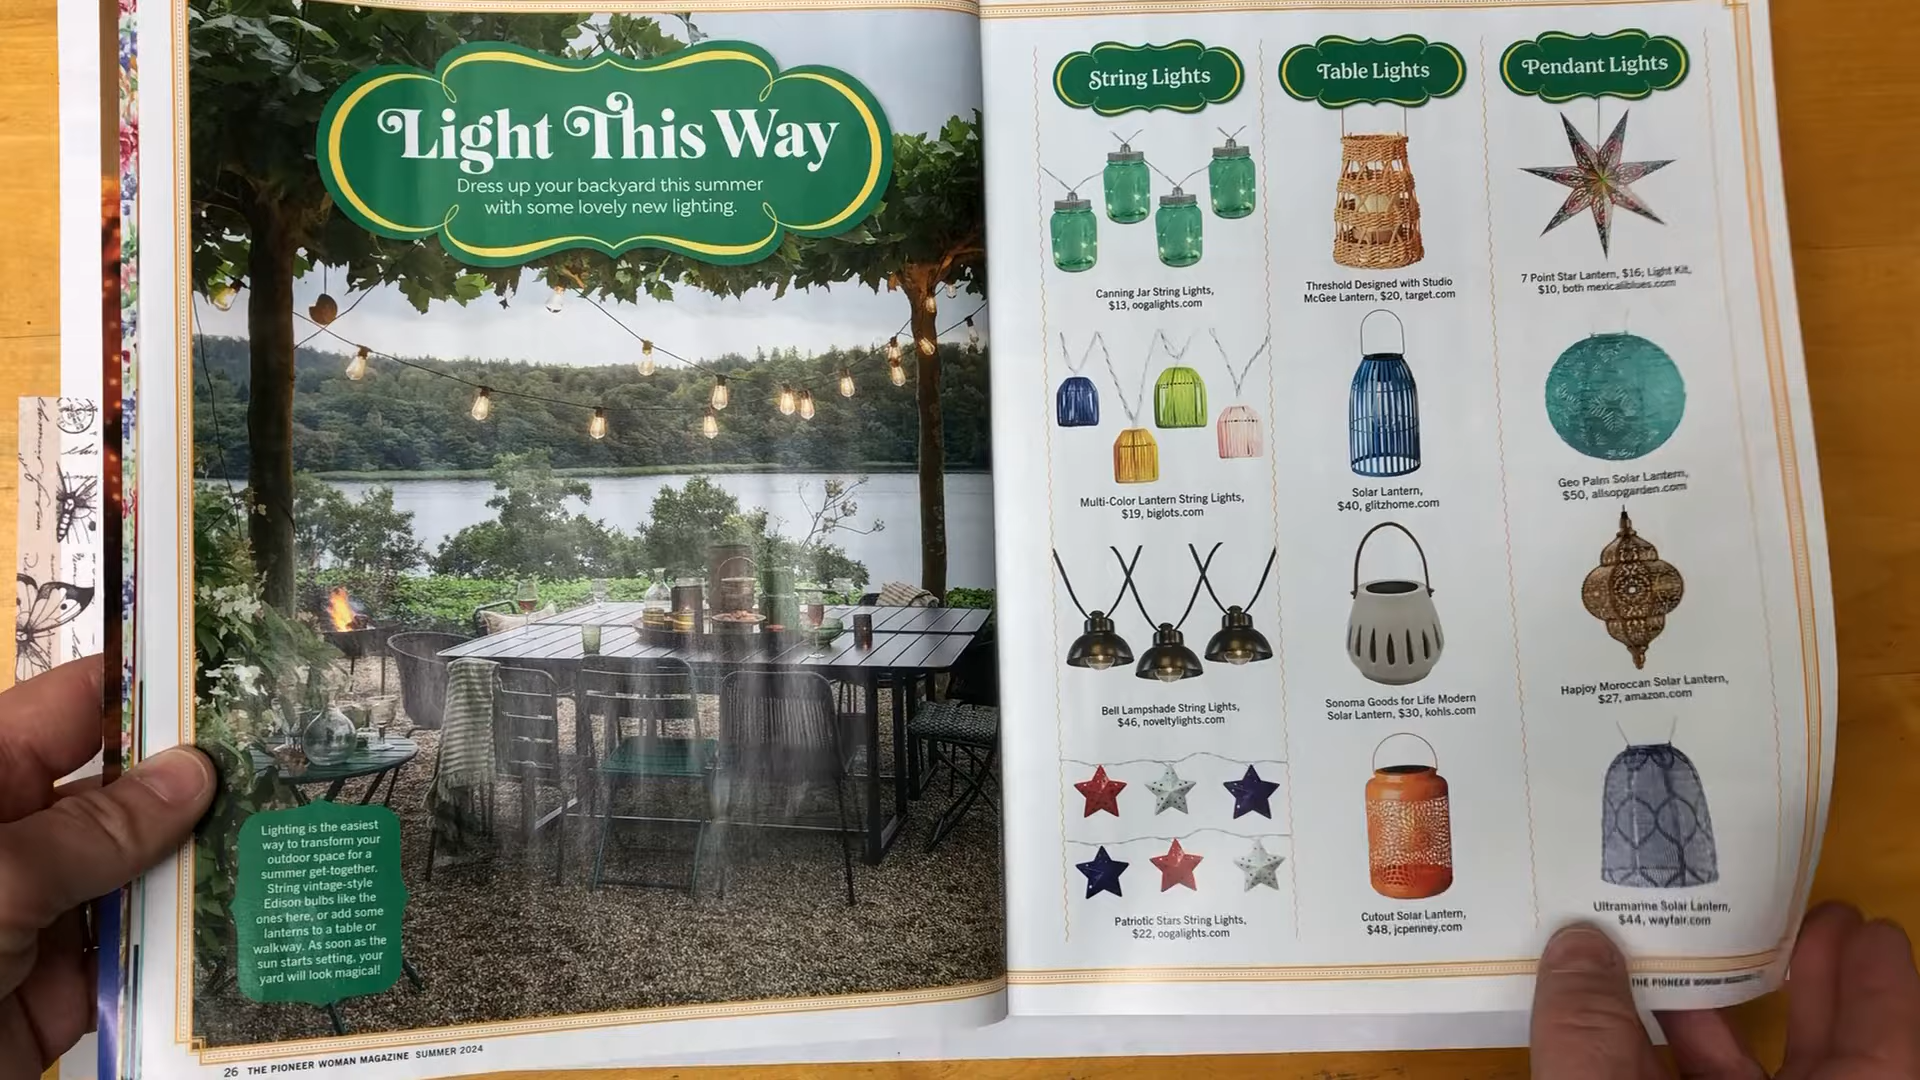 Light This Way
Dress up your backyard this summer
with some lovely new lighting.
Lighting is the easiest
way to transform your
outdoor space for a
summer get-together.
String vintage-style
Edison bulbs like the
ones here, or add some
lanterns to a table or
walkway. As soon as the
sun starts setting, your
yard will look magical!
26 THE PIONEER WOMAN MAGAZINE SUMMER 2024
String Lights
Canning Jar String Lights,
$13, oogalights.com
Multi-Color Lantern String Lights,
$19, biglots.com
Bell Lampshade String Lights,
$46, noveltylights.com
Patriotic Stars String Lights,
$22, oogalights.com
Table Lights
Threshold Designed with Studio
McGee Lantern, $20, target.com
Solar Lantern,
$40, glitzhome.com
Sonoma Goods for Life Modern
Solar Lantern, $30, kohls.com
Cutout Solar Lantern,
$48, jcpenney.com
Pendant Lights
7 Point Star Lantern, $16; Light Kit,
$10, both mexicaliblues.com
Geo Palm Solar Lantern,
$50, allsopgarden.com
Hapjoy Moroccan Solar Lantern,
$27, amazon.com
Ultramarine Solar Lantern,
$44, wayfair.com
THE PIONEER WOMAN